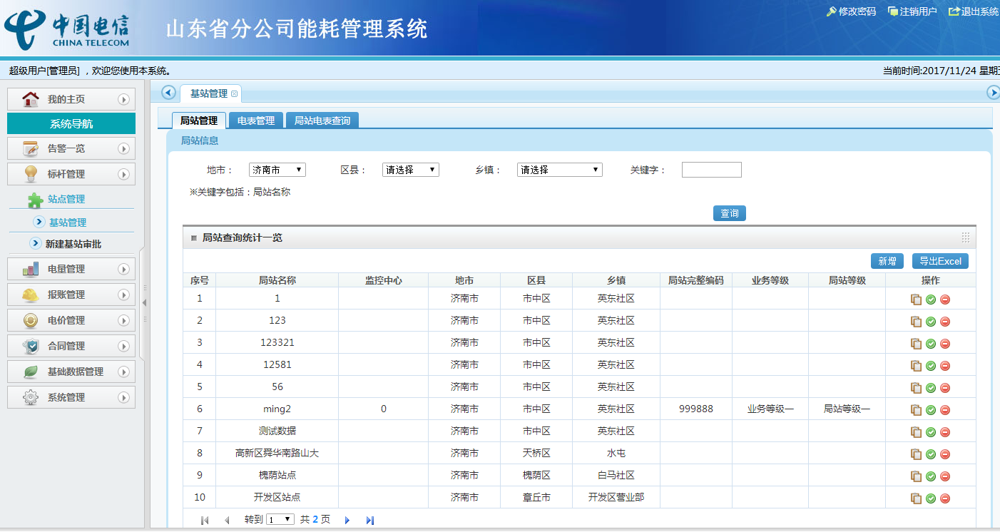 中国电信
CHINA TELECOM
山东省分公司能耗管理系统
修改密码 注销用户 退出系统
超级用户[管理员] ，欢迎您使用本系统。
当前时间:2017/11/24 星期
我的主页
系统导航
告警一览
标杆管理
站点管理
基站管理
新建基站审批
电量管理
报账管理
电价管理
合同管理
基础数据管理
系统管理
基站管理
局站管理 电表管理 局站电表查询
局站信息
地市： 济南市 区县： 请选择 乡镇： 请选择 关键字：
※关键字包括：局站名称
查询
局站查询统计一览
新增 导出Excel
序号 局站名称 监控中心 地市 区县 乡镇 局站完整编码 业务等级 局站等级 操作
1 1 济南市 市中区 英东社区
2 123 济南市 市中区 英东社区
3 123321 济南市 市中区 英东社区
4 12581 济南市 市中区 英东社区
5 56 济南市 市中区 英东社区
6 ming2 0 济南市 市中区 英东社区 999888 业务等级一 局站等级一
7 测试数据 济南市 市中区 英东社区
8 高新区舜华南路山大 济南市 天桥区 水屯
9 槐荫站点 济南市 槐荫区 白马社区
10 开发区站点 济南市 章丘市 开发区营业部
转到 1 共 2 页